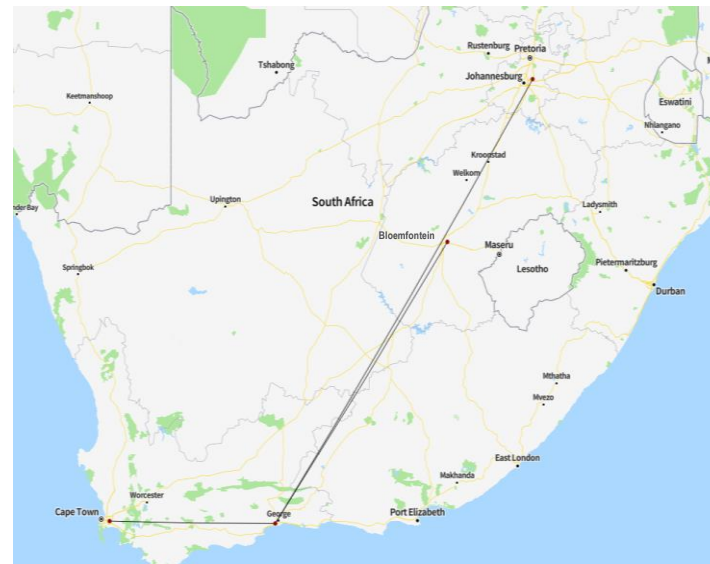 Rustenburg
Pretoria
Tshabong
Johannesburg
Keetmanshoop
Eswatini
Nhlangano
Kroonstad
Welkom
Upington
South Africa
nder Bay
Ladysmith
Bloemfontein
Maseru
Springbok
Lesotho
Pietermaritzburg
Durban
Mthatha
Mvezo
East London
Makhanda
Worcester
Cape Town
George
Port Elizabeth